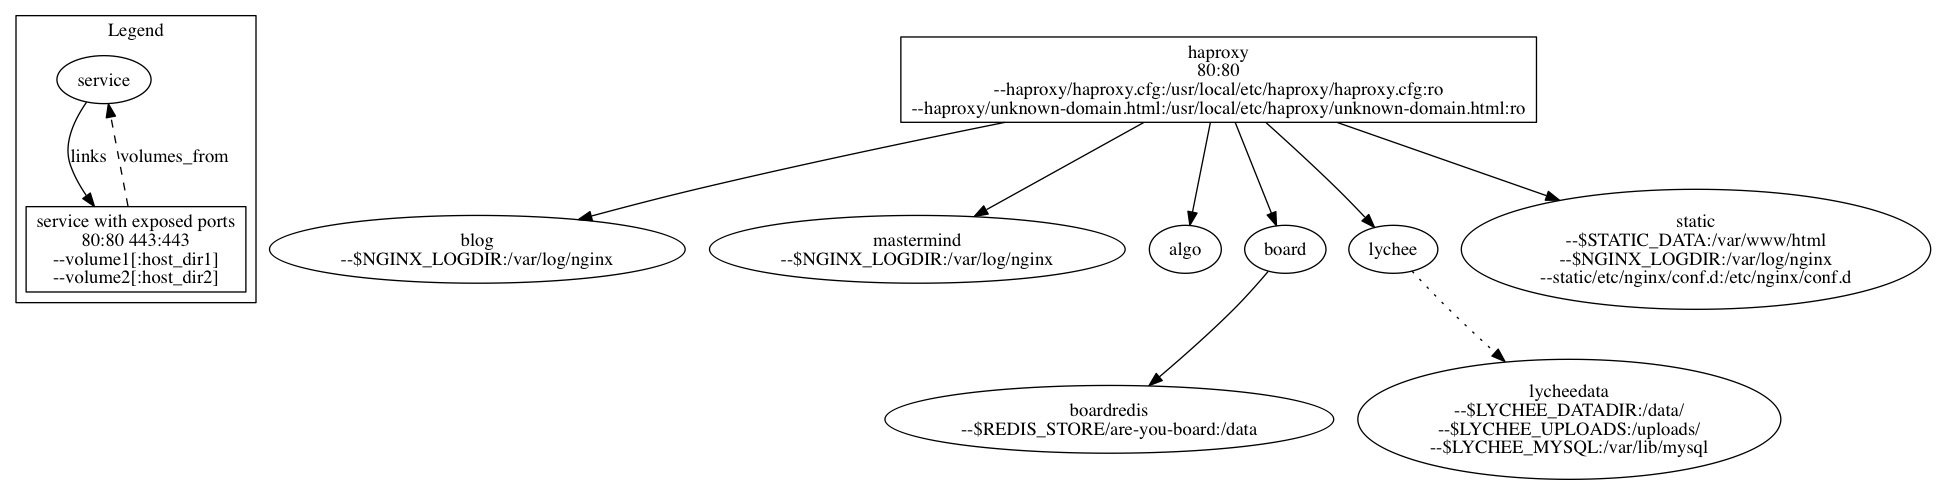 Legend
service
links
volumes_from
service with exposed ports
80:80 443:443
--volume1[:host_dir1]
--volume2[:host_dir2]
haproxy
80:80
--haproxy/haproxy.cfg:/usr/local/etc/haproxy/haproxy.cfg:ro
--haproxy/unknown-domain.html:/usr/local/etc/haproxy/unknown-domain.html:ro
blog
--$NGINX_LOGDIR:/var/log/nginx
mastermind
--$NGINX_LOGDIR:/var/log/nginx
algo
board
lychee
static
--$STATIC_DATA:/var/www/html
--$NGINX_LOGDIR:/var/log/nginx
--static/etc/nginx/conf.d:/etc/nginx/conf.d
boardredis
--$REDIS_STORE/are-you-board:/data
lycheedata
--$LYCHEE_DATADIR:/data/
--$LYCHEE_UPLOADS:/uploads/
--$LYCHEE_MYSQL:/var/lib/mysql